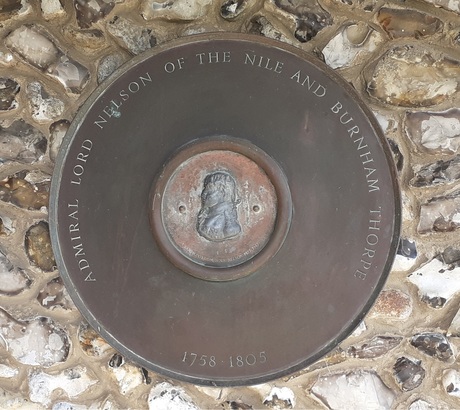 ADMIRAL LORD NELSON OF THE NILE AND BURNHAM THORPE
1758-1805